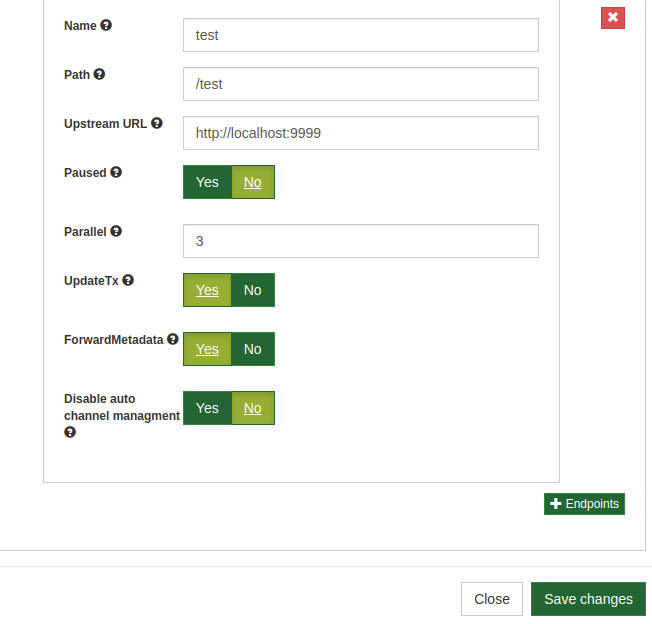 Name
test
Path
/test
Upstream URL
http://localhost:9999
Paused
Yes No
Parallel
3
UpdateTx
Yes No
ForwardMetadata
Yes No
Disable auto
channel managment
Yes No
Endpoints
Close Save changes